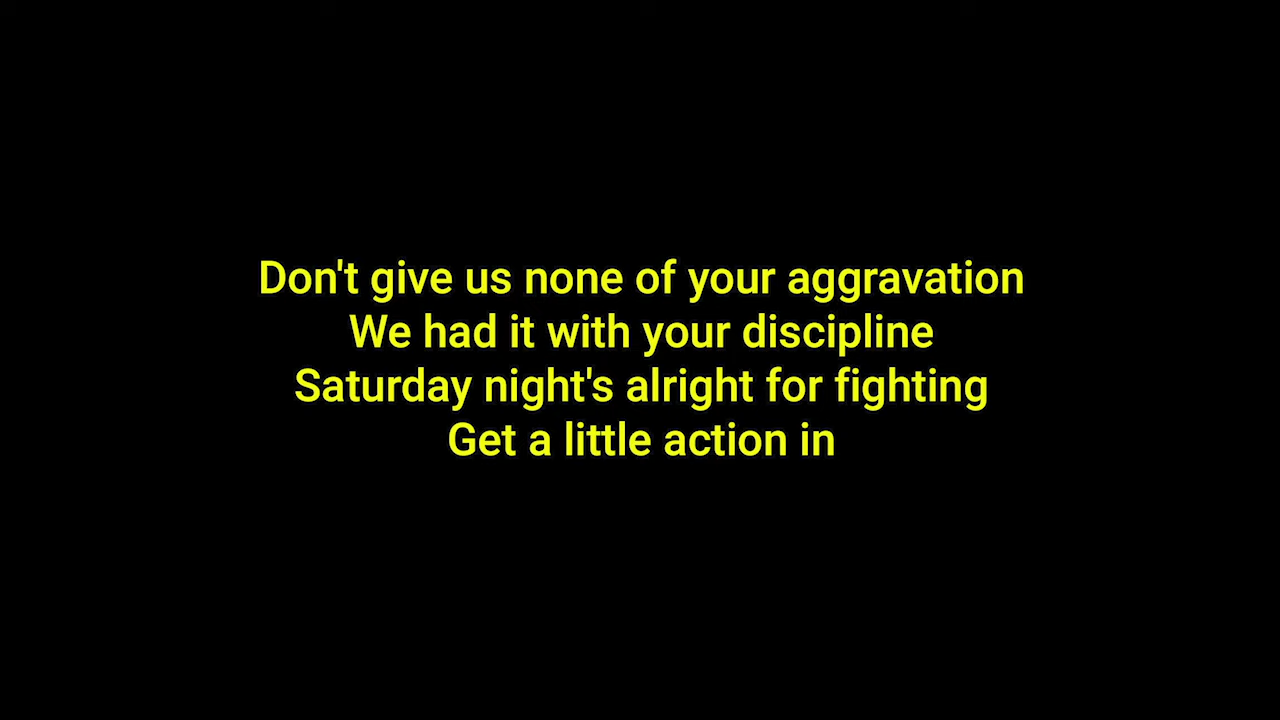 Don't give us none of your aggravation
We had it with your discipline
Saturday night's alright for fighting
Get a little action in